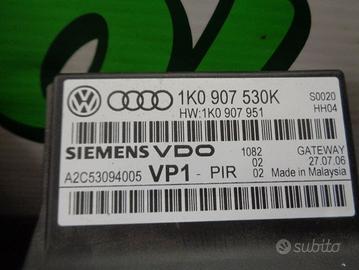 1K0 907 530K S0020
HW:1K0 907 951 HH04
SIEMENS VDO 1082 GATEWAY
02 27.07.06
A2C53094005 VP1 - PIR 02 Made in Malaysia
subito